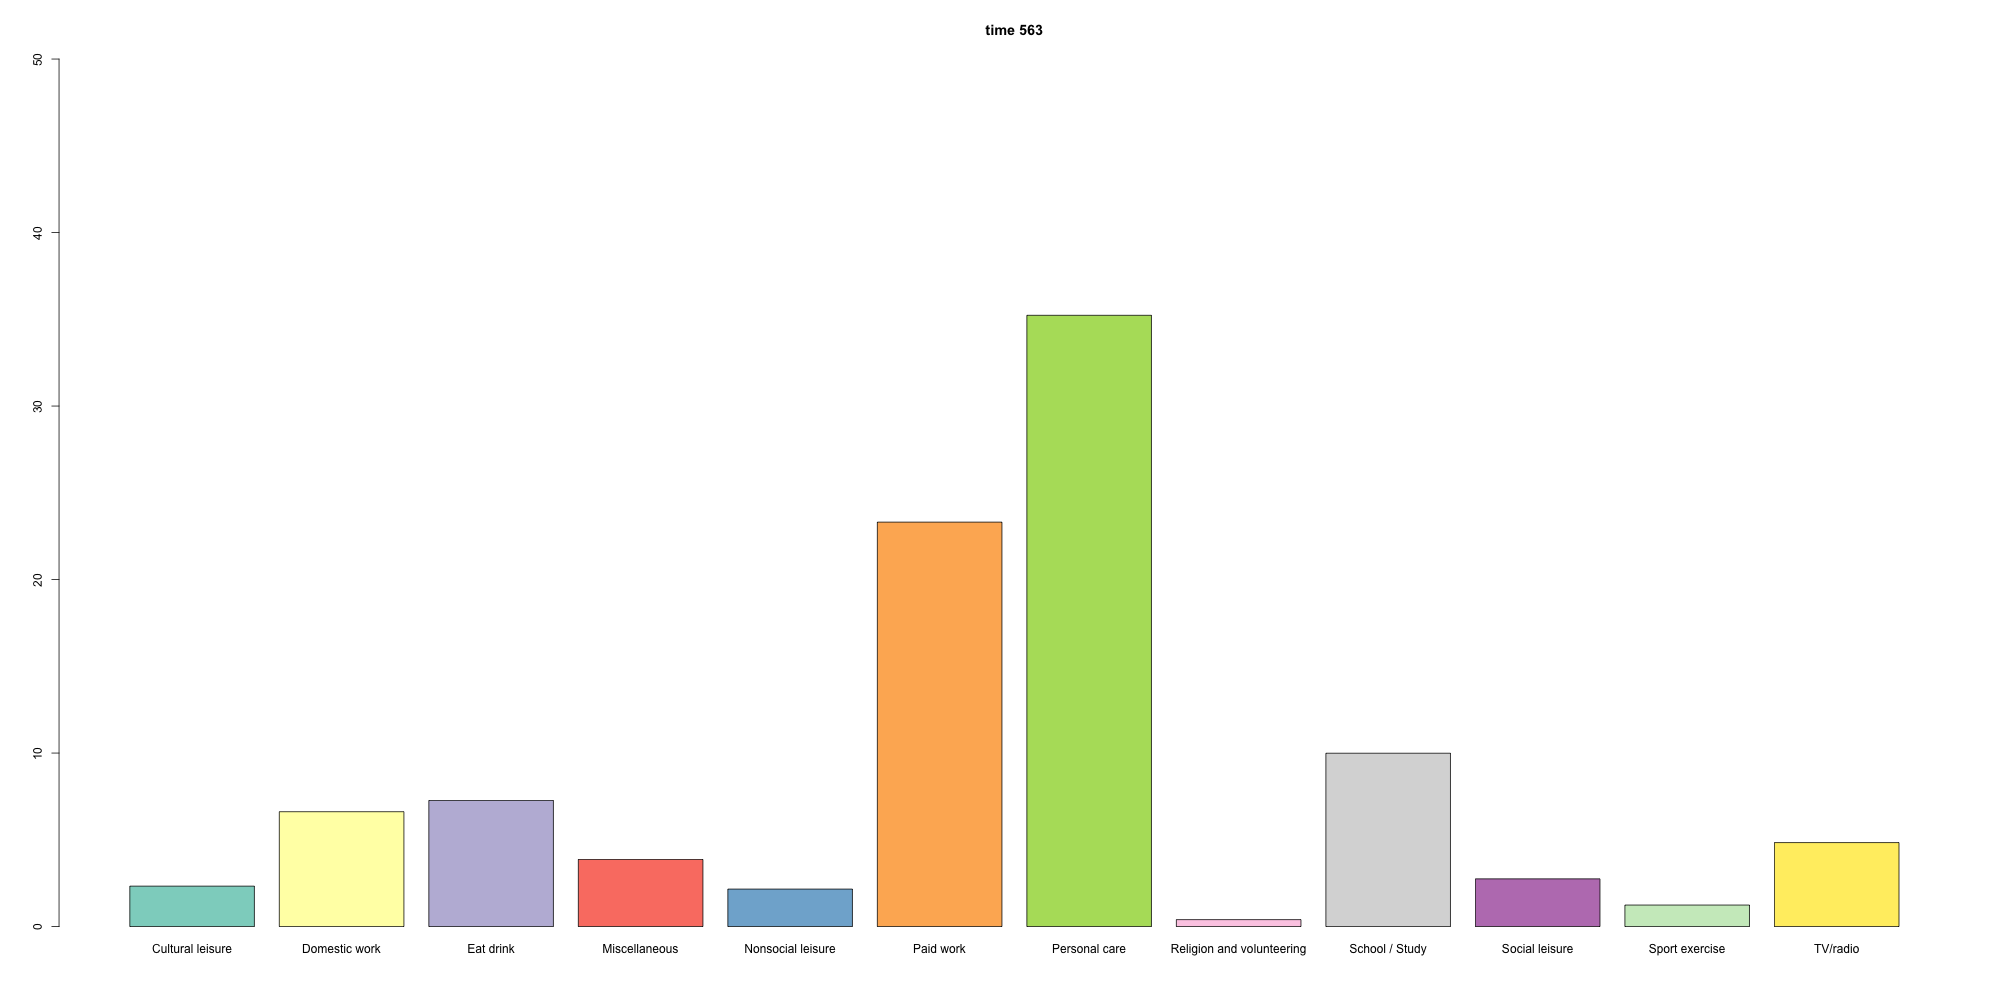 time 563
50
40
30
20
10
0
Cultural leisure
Domestic work
Eat drink
Miscellaneous
Nonsocial leisure
Paid work
Personal care
Religion and volunteering
School / Study
Social leisure
Sport exercise
TV/radio